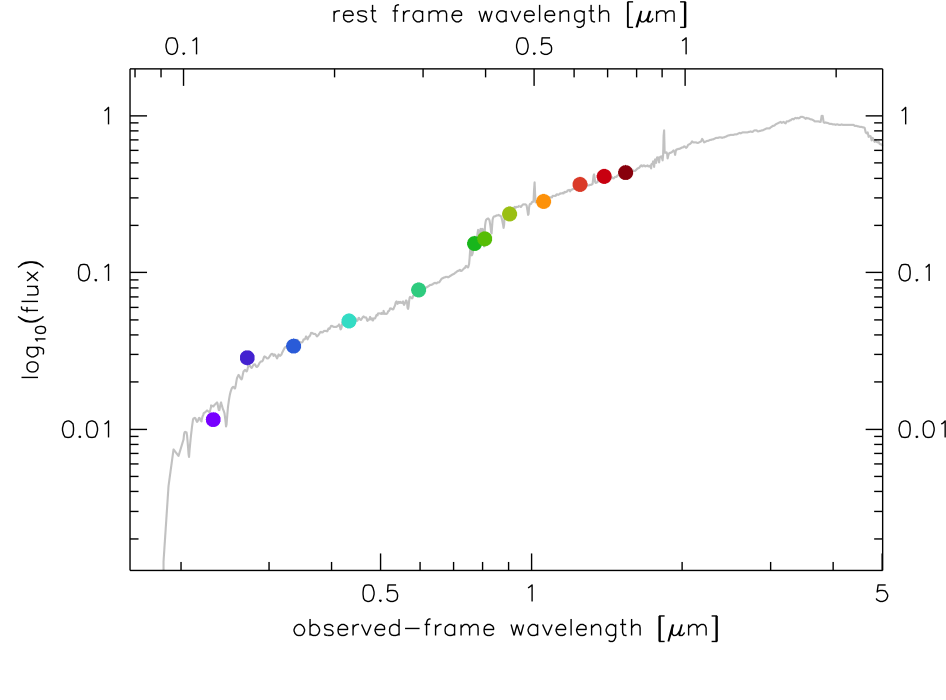 rest frame wavelength [μm]
0.1 0.5 1
1 1
0.1 0.1
0.01 0.01
log10(flux)
0.5 1 5
observed-frame wavelength [μm]